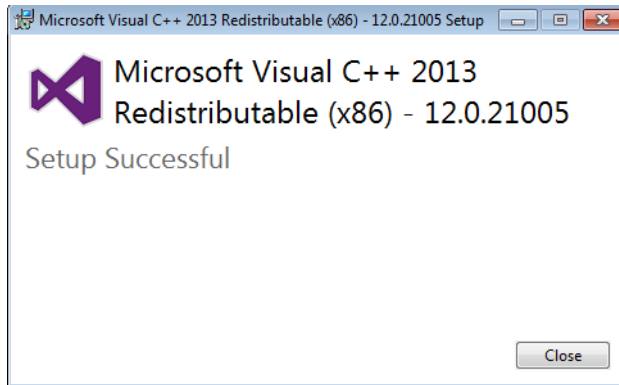 Microsoft Visual C++ 2013 Redistributable (x86) - 12.0.21005 Setup
Microsoft Visual C++ 2013
Redistributable (x86) - 12.0.21005
Setup Successful
Close